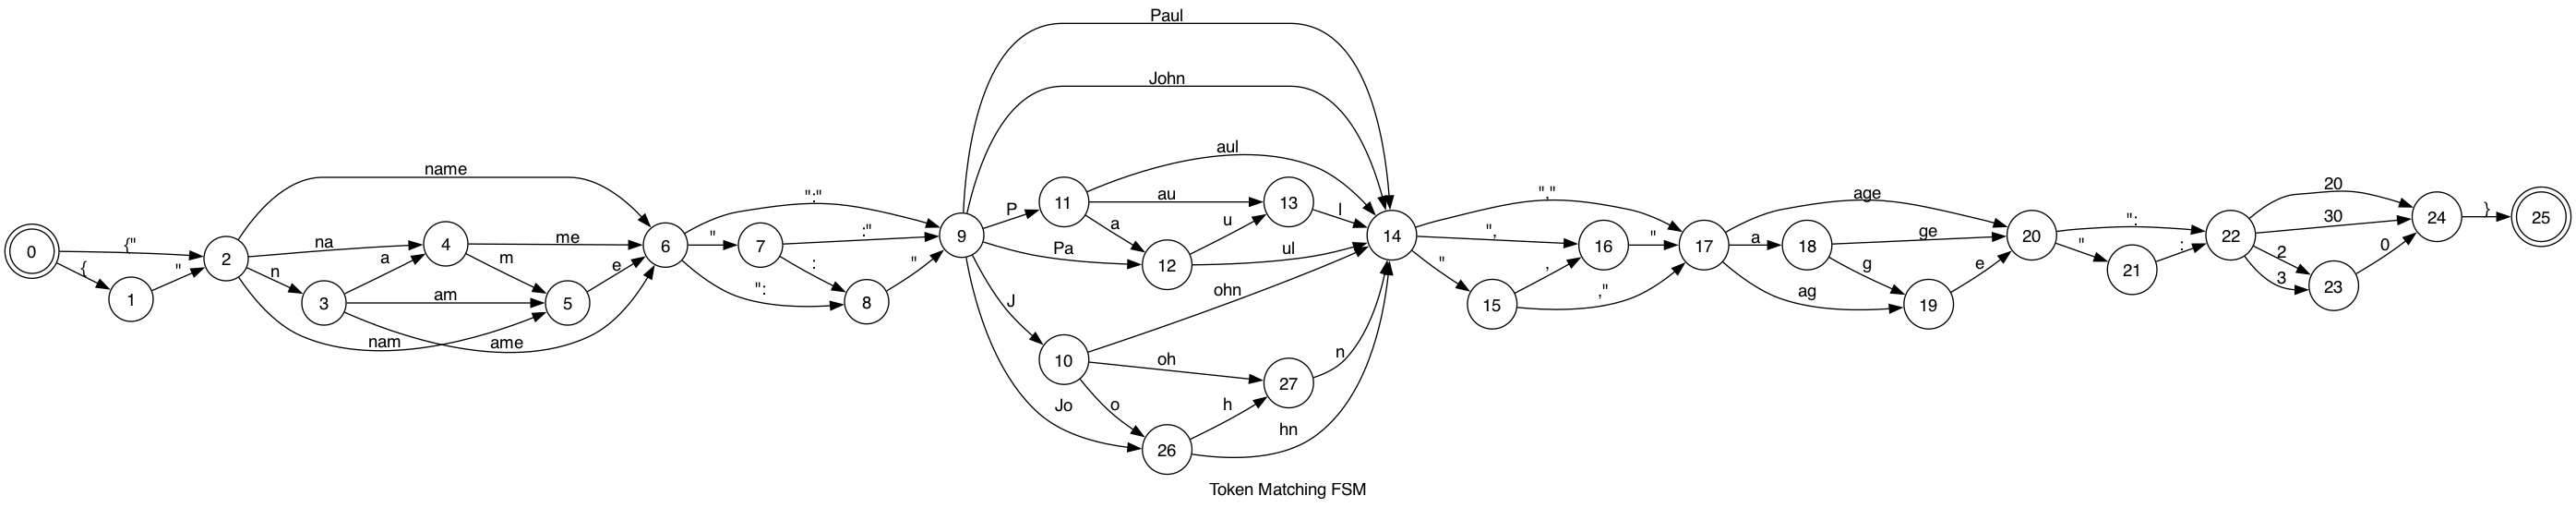 Paul
John
name
aul
":"
","
age
20
au
13
11
P
l
na
a
4
me
m
{"
0
{
1
"
2
n
3
am
nam
ame
e
5
6
"
7
:"
:
":
8
"
9
Pa
a
12
u
ul
14
",
16
"
17
a
18
ge
g
20
":
"
21
:
22
30
2
3
0
23
24
}
25
"
15
,
,"
ag
19
e
J
10
ohn
oh
o
27
n
Jo
h
26
hn
Token Matching FSM